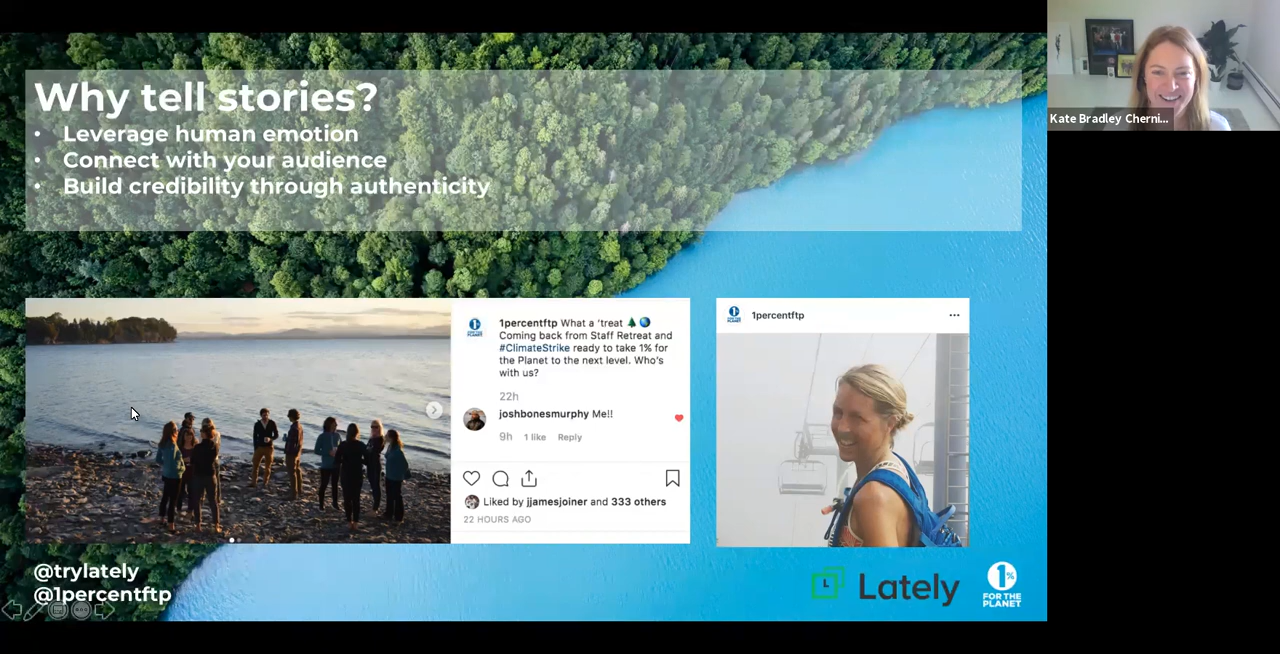 Why tell stories?
• Leverage human emotion
• Connect with your audience
• Build credibility through authenticity
Kate Bradley Cherni...
1percentftp What a ‘treat 🌲🌎
Coming back from Staff Retreat and
#ClimateStrike ready to take 1% for
the Planet to the next level. Who's
with us?
22h
joshbonesmurphy Me!!
9h 1 like Reply
Liked by jjamesjoiner and 333 others
22 HOURS AGO
1percentftp
@trylately
@1percentftp
L Lately
1%
FOR THE
PLANET